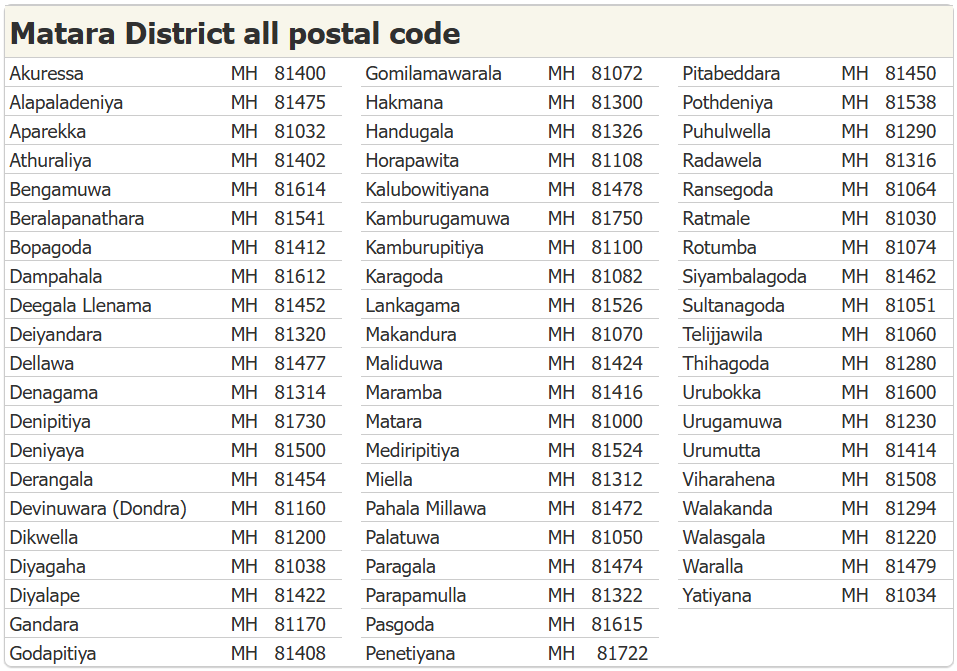 Matara District all postal code
Akuressa MH 81400 Gomilamawarala MH 81072 Pitabeddara MH 81450
Alapaladeniya MH 81475 Hakmana MH 81300 Pothdeniya MH 81538
Aparekka MH 81032 Handugala MH 81326 Puhulwella MH 81290
Athuraliya MH 81402 Horapawita MH 81108 Radawela MH 81316
Bengamuwa MH 81614 Kalubowitiyana MH 81478 Ransegoda MH 81064
Beralapanathara MH 81541 Kamburugamuwa MH 81750 Ratmale MH 81030
Bopagoda MH 81412 Kamburupitiya MH 81100 Rotumba MH 81074
Dampahala MH 81612 Karagoda MH 81082 Siyambalagoda MH 81462
Deegala Llenama MH 81452 Lankagama MH 81526 Sultanagoda MH 81051
Deiyandara MH 81320 Makandura MH 81070 Telijjawila MH 81060
Dellawa MH 81477 Maliduwa MH 81424 Thihagoda MH 81280
Denagama MH 81314 Maramba MH 81416 Urubokka MH 81600
Denipitiya MH 81730 Matara MH 81000 Urugamuwa MH 81230
Deniyaya MH 81500 Mediripitiya MH 81524 Urumutta MH 81414
Derangala MH 81454 Miella MH 81312 Viharahena MH 81508
Devinuwara (Dondra) MH 81160 Pahala Millawa MH 81472 Walakanda MH 81294
Dikwella MH 81200 Palatuwa MH 81050 Walasgala MH 81220
Diyagaha MH 81038 Paragala MH 81474 Waralla MH 81479
Diyalape MH 81422 Parapamulla MH 81322 Yatiyana MH 81034
Gandara MH 81170 Pasgoda MH 81615
Godapitiya MH 81408 Penetiyana MH 81722